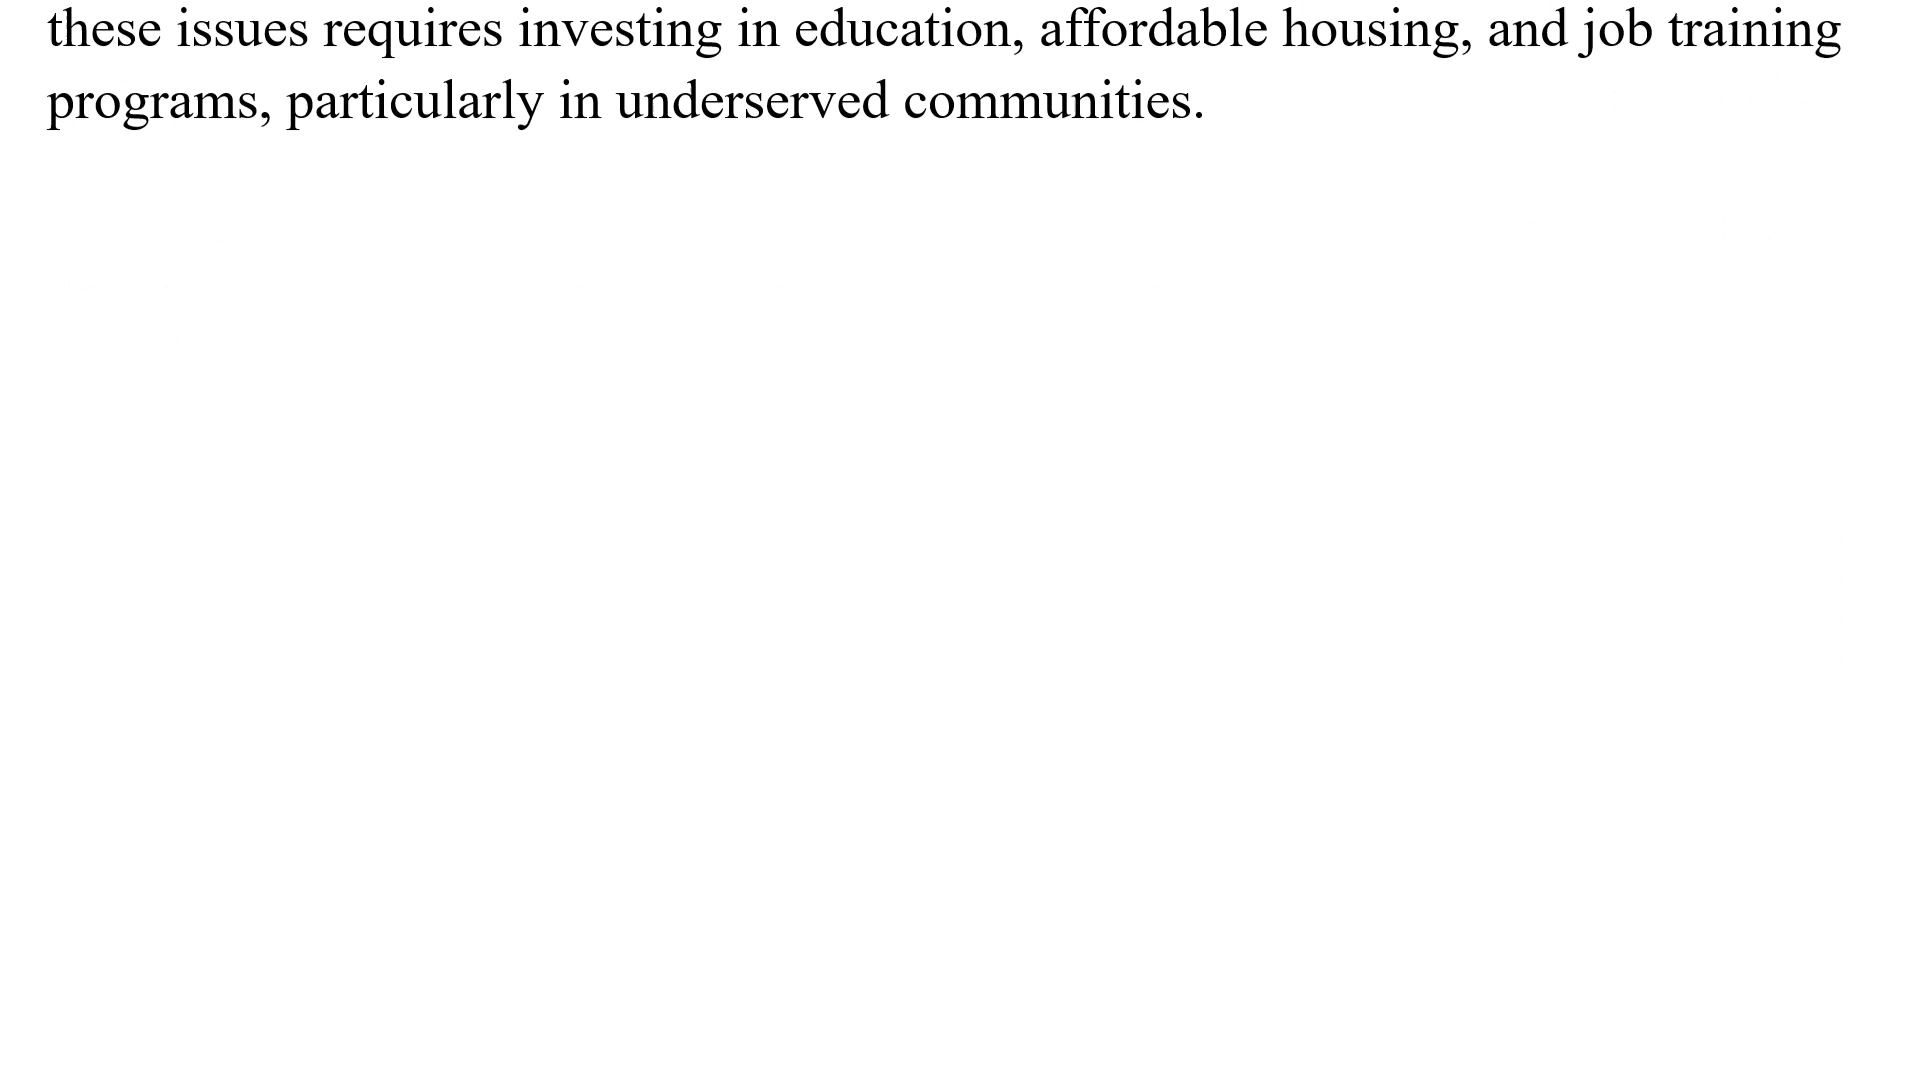 these issues requires investing in education, affordable housing, and job training
programs, particularly in underserved communities.